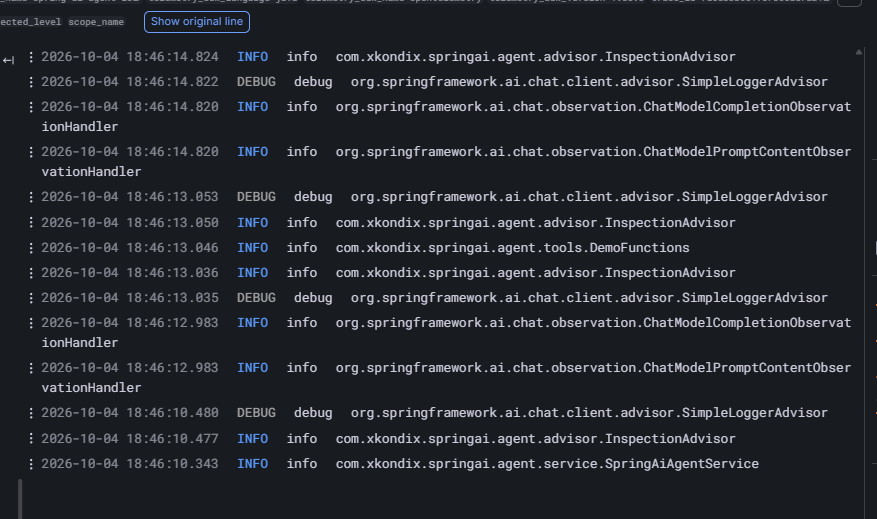 ected_level scope_name Show original line
2026-10-04 18:46:14.824 INFO info com.xkondix.springai.agent.advisor.InspectionAdvisor
2026-10-04 18:46:14.822 DEBUG debug org.springframework.ai.chat.client.advisor.SimpleLoggerAdvisor
2026-10-04 18:46:14.820 INFO info org.springframework.ai.chat.observation.ChatModelCompletionObservat
ionHandler
2026-10-04 18:46:14.820 INFO info org.springframework.ai.chat.observation.ChatModelPromptContentObser
vationHandler
2026-10-04 18:46:13.053 DEBUG debug org.springframework.ai.chat.client.advisor.SimpleLoggerAdvisor
2026-10-04 18:46:13.050 INFO info com.xkondix.springai.agent.advisor.InspectionAdvisor
2026-10-04 18:46:13.046 INFO info com.xkondix.springai.agent.tools.DemoFunctions
2026-10-04 18:46:13.036 INFO info com.xkondix.springai.agent.advisor.InspectionAdvisor
2026-10-04 18:46:13.035 DEBUG debug org.springframework.ai.chat.client.advisor.SimpleLoggerAdvisor
2026-10-04 18:46:12.983 INFO info org.springframework.ai.chat.observation.ChatModelCompletionObservat
ionHandler
2026-10-04 18:46:12.983 INFO info org.springframework.ai.chat.observation.ChatModelPromptContentObser
vationHandler
2026-10-04 18:46:10.480 DEBUG debug org.springframework.ai.chat.client.advisor.SimpleLoggerAdvisor
2026-10-04 18:46:10.477 INFO info com.xkondix.springai.agent.advisor.InspectionAdvisor
2026-10-04 18:46:10.343 INFO info com.xkondix.springai.agent.service.SpringAiAgentService